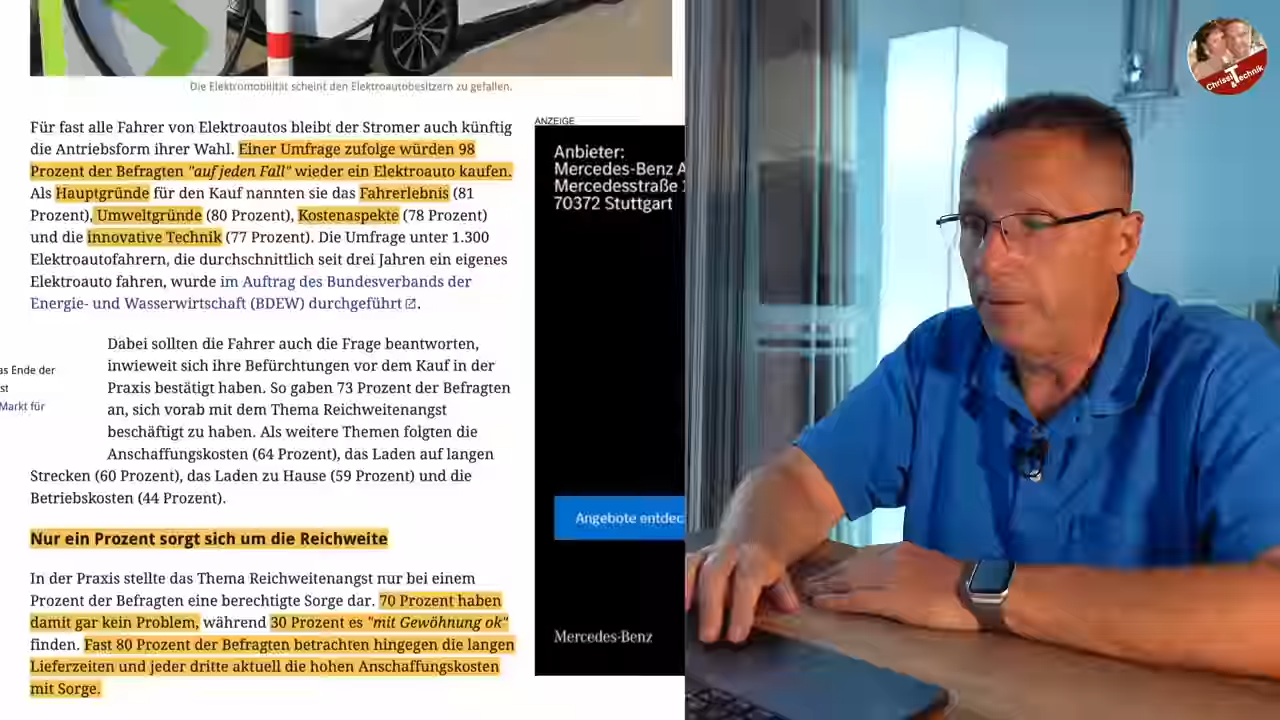 Die Elektromobilität scheint den Elektroautobesitzern zu gefallen.
Für fast alle Fahrer von Elektroautos bleibt der Stromer auch künftig
die Antriebsform ihrer Wahl. Einer Umfrage zufolge würden 98
Prozent der Befragten "auf jeden Fall" wieder ein Elektroauto kaufen.
Als Hauptgründe für den Kauf nannten sie das Fahrerlebnis (81
Prozent), Umweltgründe (80 Prozent), Kostenaspekte (78 Prozent)
und die innovative Technik (77 Prozent). Die Umfrage unter 1.300
Elektroautofahrern, die durchschnittlich seit drei Jahren ein eigenes
Elektroauto fahren, wurde im Auftrag des Bundesverbands der
Energie- und Wasserwirtschaft (BDEW) durchgeführt.
as Ende der
st
Markt für
Dabei sollten die Fahrer auch die Frage beantworten,
inwieweit sich ihre Befürchtungen vor dem Kauf in der
Praxis bestätigt haben. So gaben 73 Prozent der Befragten
an, sich vorab mit dem Thema Reichweitenangst
beschäftigt zu haben. Als weitere Themen folgten die
Anschaffungskosten (64 Prozent), das Laden auf langen
Strecken (60 Prozent), das Laden zu Hause (59 Prozent) und die
Betriebskosten (44 Prozent).
Nur ein Prozent sorgt sich um die Reichweite
In der Praxis stellte das Thema Reichweitenangst nur bei einem
Prozent der Befragten eine berechtigte Sorge dar. 70 Prozent haben
damit gar kein Problem, während 30 Prozent es "mit Gewöhnung ok"
finden. Fast 80 Prozent der Befragten betrachten hingegen die langen
Lieferzeiten und jeder dritte aktuell die hohen Anschaffungskosten
mit Sorge.
ANZEIGE
Anbieter:
Mercedes-Benz A
Mercedesstraße
70372 Stuttgart
Angebote entdec
Mercedes-Benz
Chrissi
T
& Technik